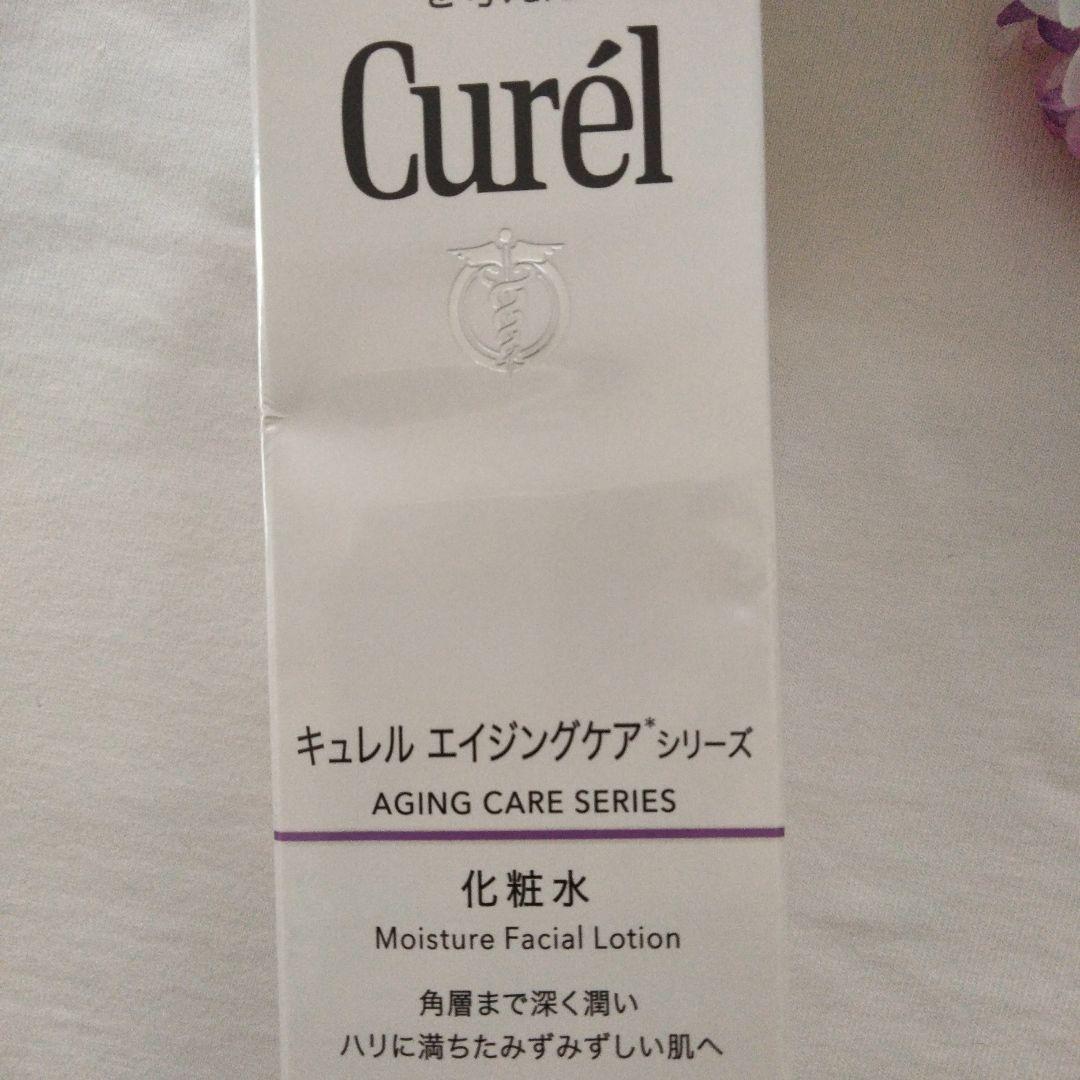 Curél
キュレル エイジングケア*シリーズ
AGING CARE SERIES
化粧水
Moisture Facial Lotion
角層まで深く潤い
ハリに満ちたみずみずしい肌へ